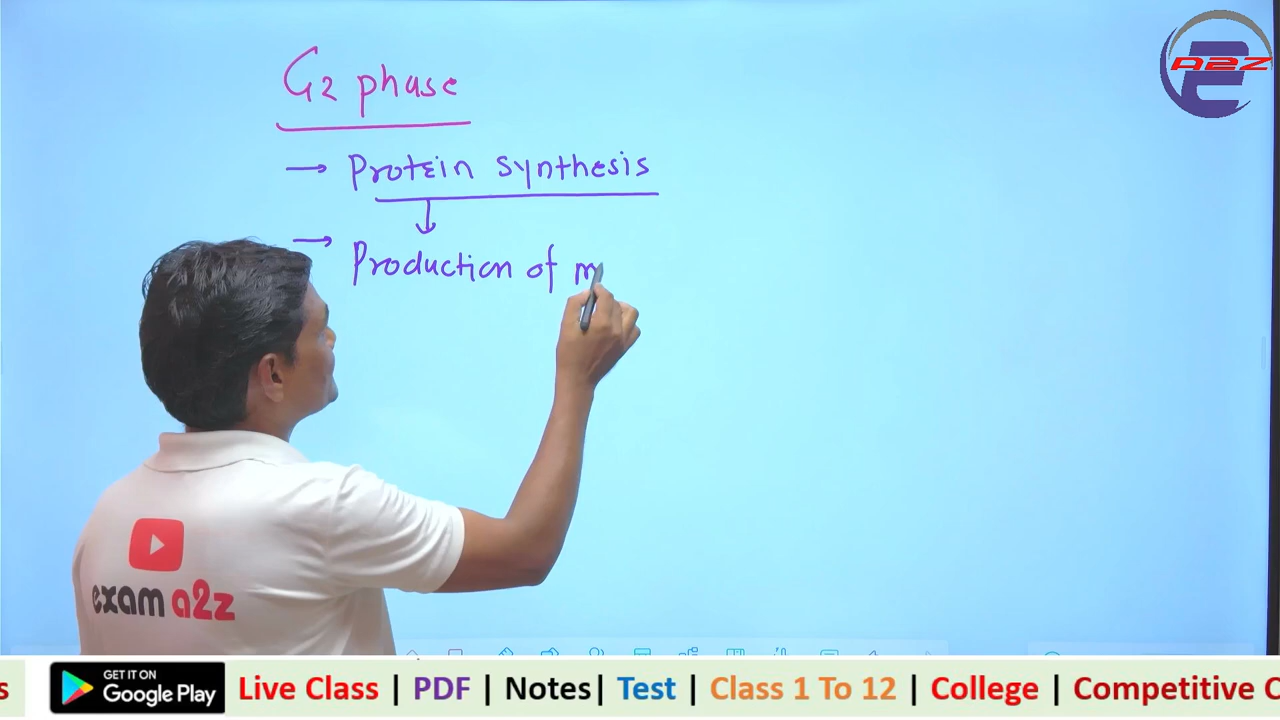 G2 phase
→ Protein synthesis
→ Production of m
A2Z
exam a2z
GET IT ON
Google Play
Live Class | PDF | Notes | Test | Class 1 To 12 | College | Competitive